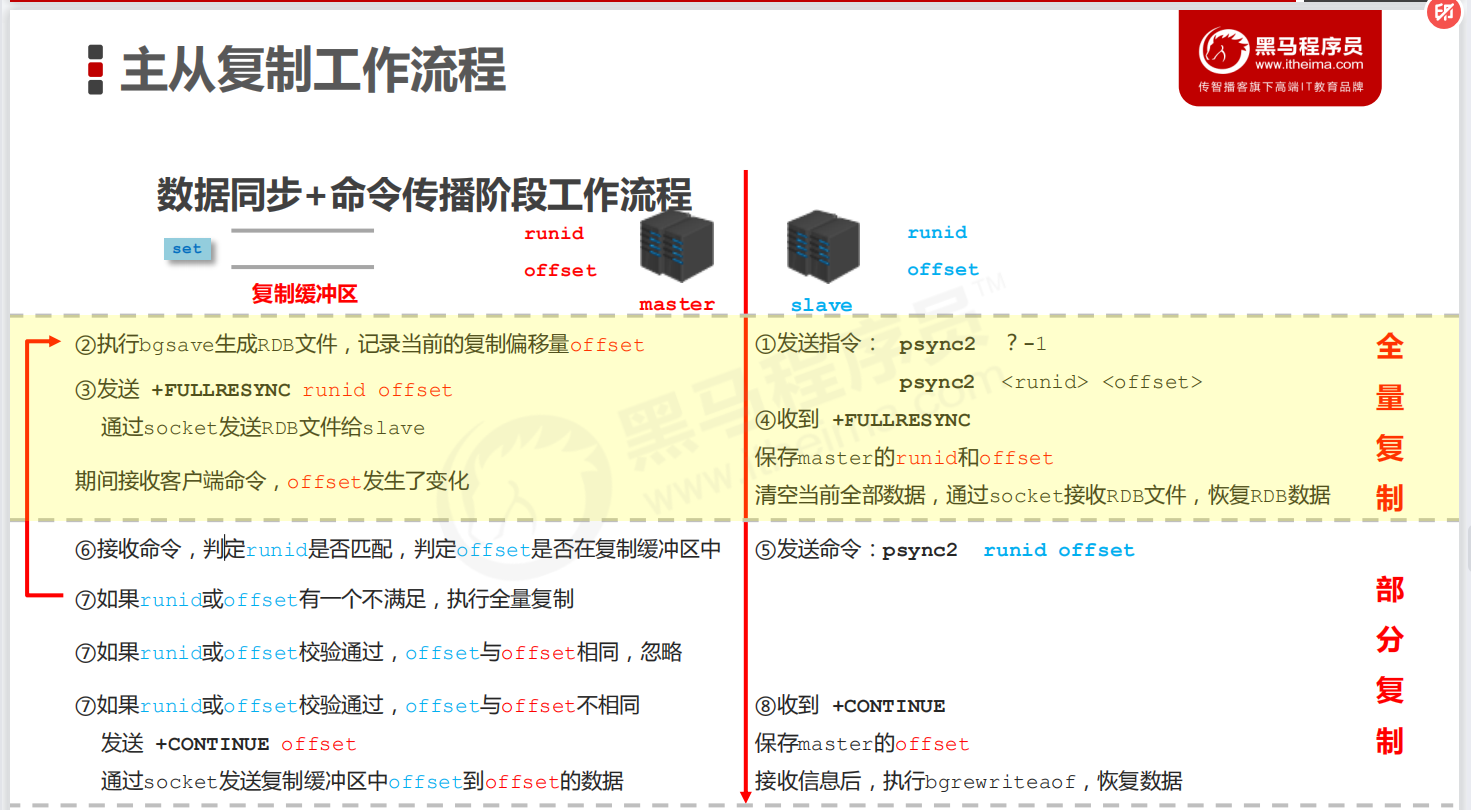 印
黑马程序员
www.itheima.com
传智播客旗下高端IT教育品牌
主从复制工作流程
数据同步+命令传播阶段工作流程
set
复制缓冲区
runid
offset
master
slave
runid
offset
②执行bgsave生成RDB文件，记录当前的复制偏移量offset
③发送 +FULLRESYNC runid offset
通过socket发送RDB文件给slave
期间接收客户端命令，offset发生了变化
①发送指令： psync2 ？-1
psync2 <runid> <offset>
④收到 +FULLRESYNC
保存master的runid和offset
清空当前全部数据，通过socket接收RDB文件，恢复RDB数据
全量复制
⑥接收命令，判定runid是否匹配，判定offset是否在复制缓冲区中
⑦如果runid或offset有一个不满足，执行全量复制
⑦如果runid或offset校验通过，offset与offset相同，忽略
⑦如果runid或offset校验通过，offset与offset不相同
发送 +CONTINUE offset
通过socket发送复制缓冲区中offset到offset的数据
⑤发送命令：psync2 runid offset
⑧收到 +CONTINUE
保存master的offset
接收信息后，执行bgrewriteaof，恢复数据
部分复制
黑马程序员TM
www.itheima.com